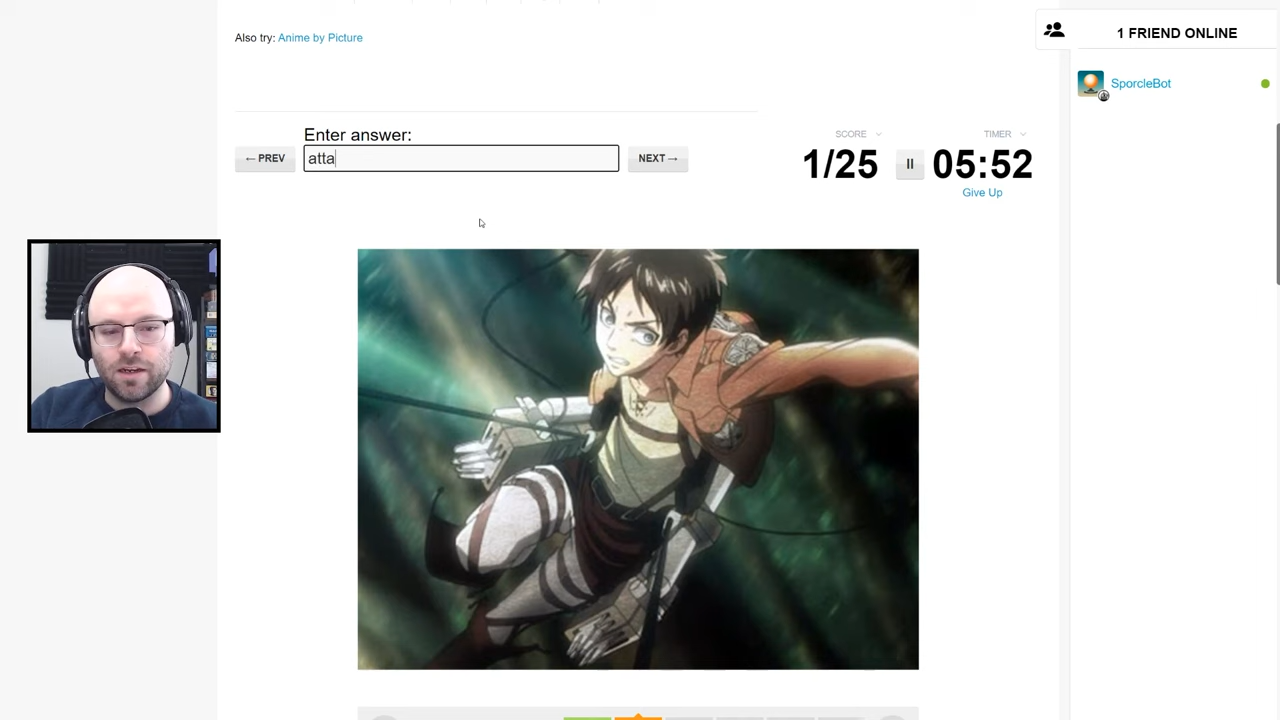 Also try: Anime by Picture
1 FRIEND ONLINE
SporcleBot
Enter answer:
← PREV
atta
NEXT →
SCORE
1/25
TIMER
05:52
Give Up